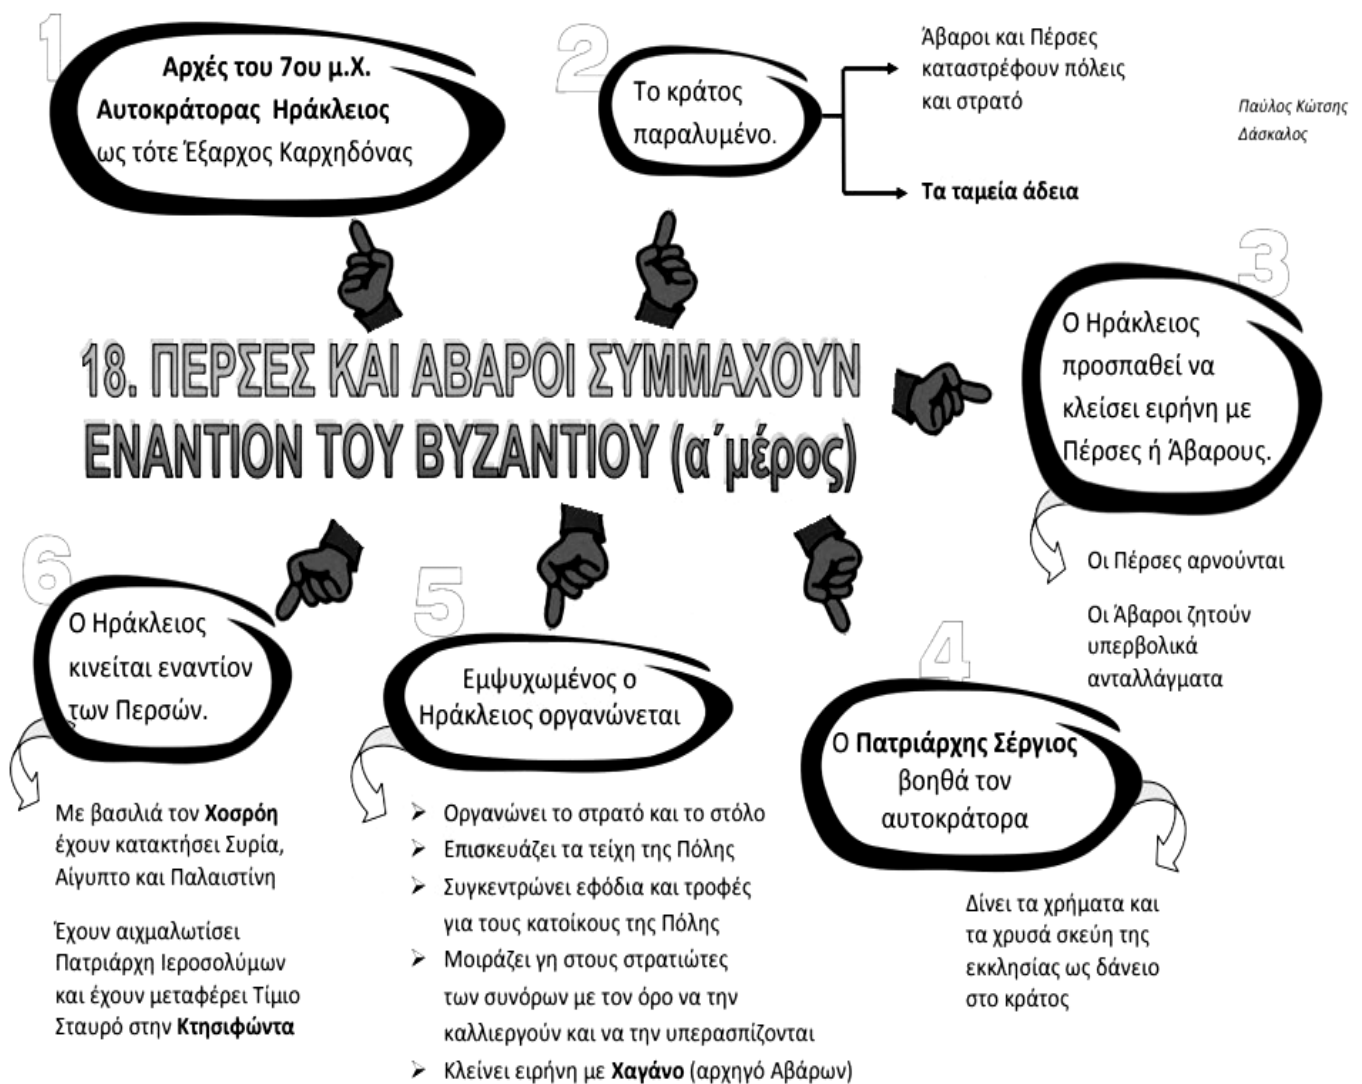 1
Αρχές του 7ου μ.Χ.
Αυτοκράτορας Ηράκλειος
ως τότε Έξαρχος Καρχηδόνας
2
Το κράτος
παραλυμένο.
Άβαροι και Πέρσες
καταστρέφουν πόλεις
και στρατό
Τα ταμεία άδεια
Παύλος Κώτσης
Δάσκαλος
18. ΠΕΡΣΕΣ ΚΑΙ ΑΒΑΡΟΙ ΣΥΜΜΑΧΟΥΝ
ΕΝΑΝΤΙΟΝ ΤΟΥ ΒΥΖΑΝΤΙΟΥ (α΄μέρος)
3
Ο Ηράκλειος
προσπαθεί να
κλείσει ειρήνη με
Πέρσες ή Άβαρους.
Οι Πέρσες αρνούνται
Οι Άβαροι ζητούν
υπερβολικά
ανταλλάγματα
4
Ο Πατριάρχης Σέργιος
βοηθά τον
αυτοκράτορα
Δίνει τα χρήματα και
τα χρυσά σκεύη της
εκκλησίας ως δάνειο
στο κράτος
5
Εμψυχωμένος ο
Ηράκλειος οργανώνεται
➢ Οργανώνει το στρατό και το στόλο
➢ Επισκευάζει τα τείχη της Πόλης
➢ Συγκεντρώνει εφόδια και τροφές
για τους κατοίκους της Πόλης
➢ Μοιράζει γη στους στρατιώτες
των συνόρων με τον όρο να την
καλλιεργούν και να την υπερασπίζονται
➢ Κλείνει ειρήνη με Χαγάνο (αρχηγό Αβάρων)
6
Ο Ηράκλειος
κινείται εναντίον
των Περσών.
Με βασιλιά τον Χοσρόη
έχουν κατακτήσει Συρία,
Αίγυπτο και Παλαιστίνη
Έχουν αιχμαλωτίσει
Πατριάρχη Ιεροσολύμων
και έχουν μεταφέρει Τίμιο
Σταυρό στην Κτησιφώντα